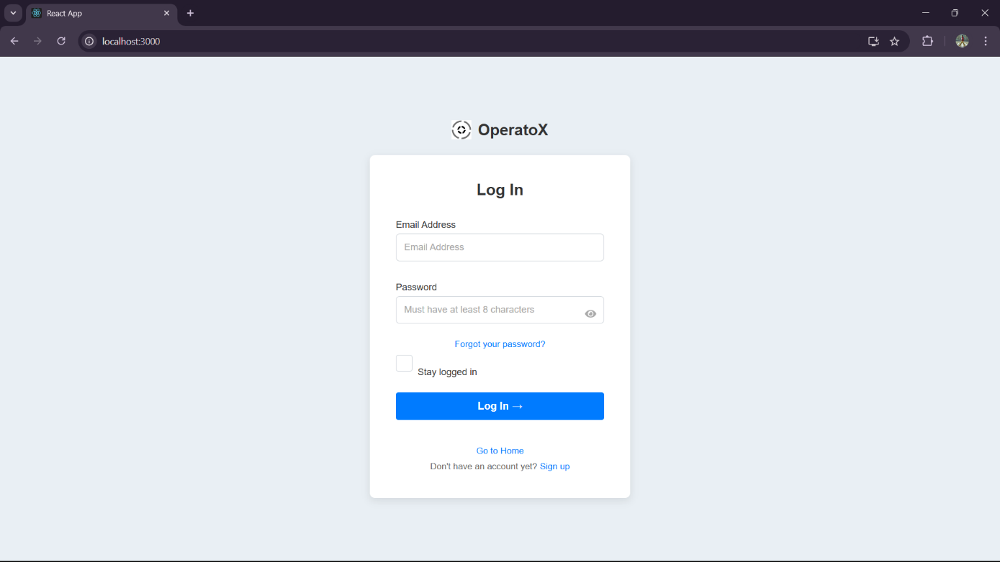 React App
localhost:3000
OperatoX
Log In
Email Address
Email Address
Password
Must have at least 8 characters
Forgot your password?
Stay logged in
Log In →
Go to Home
Don't have an account yet? Sign up